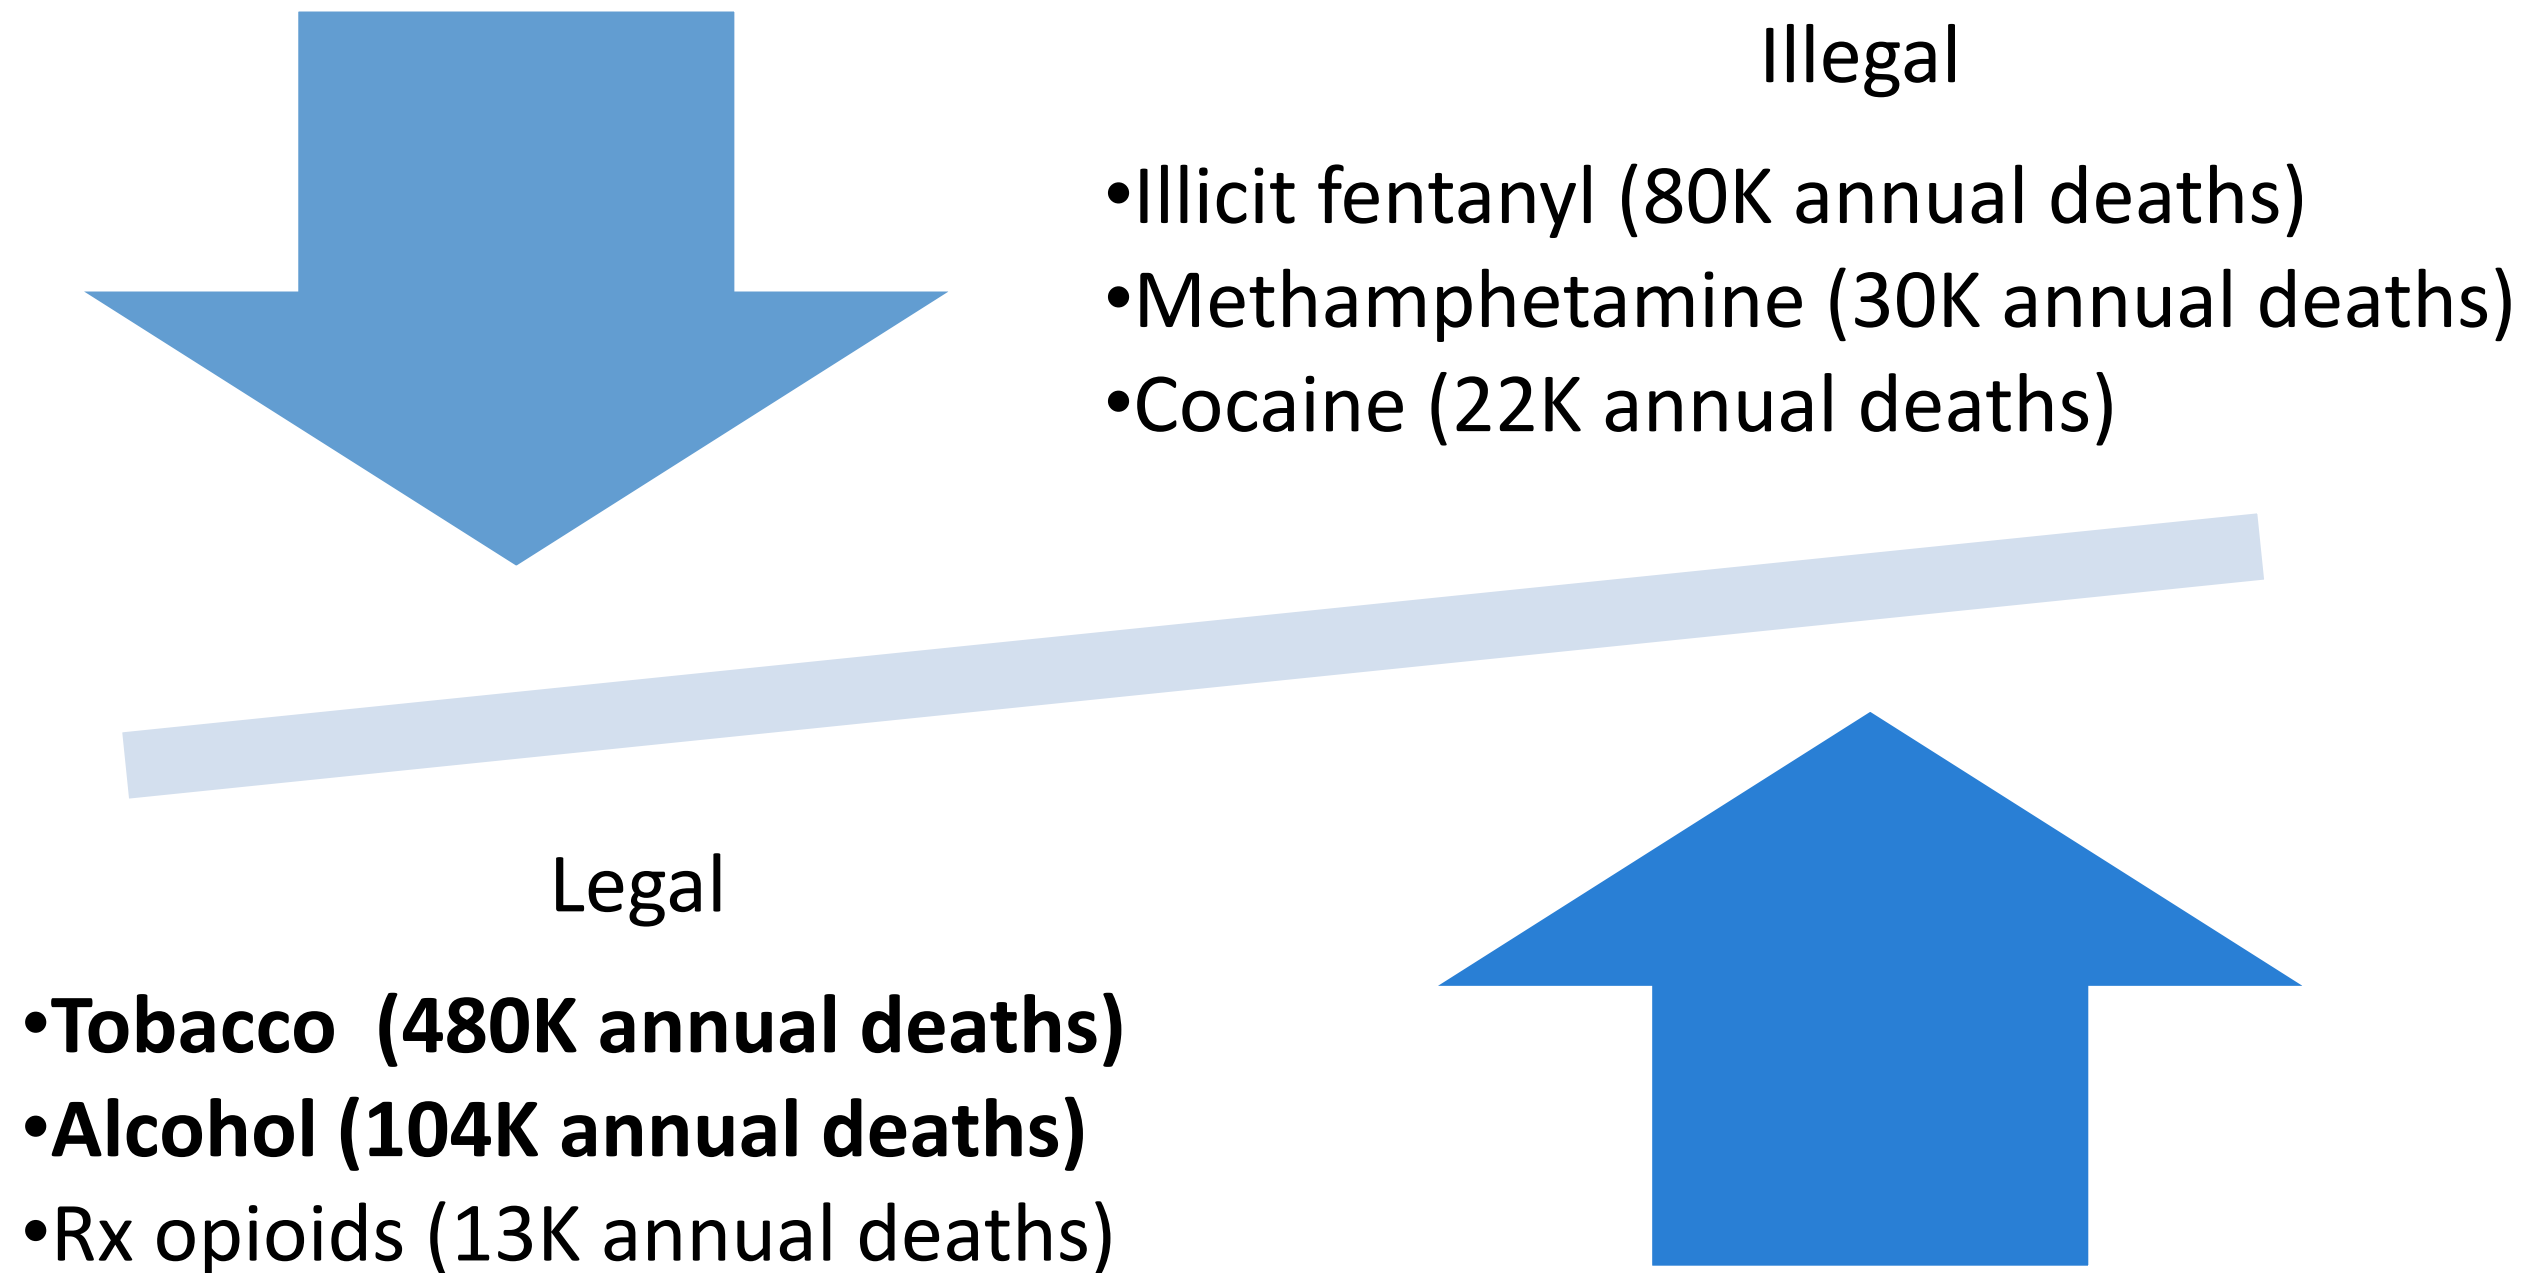 Illegal
•Illicit fentanyl (80K annual deaths)
•Methamphetamine (30K annual deaths)
•Cocaine (22K annual deaths)
Legal
•Tobacco  (480K annual deaths)
•Alcohol (104K annual deaths)
•Rx opioids (13K annual deaths)